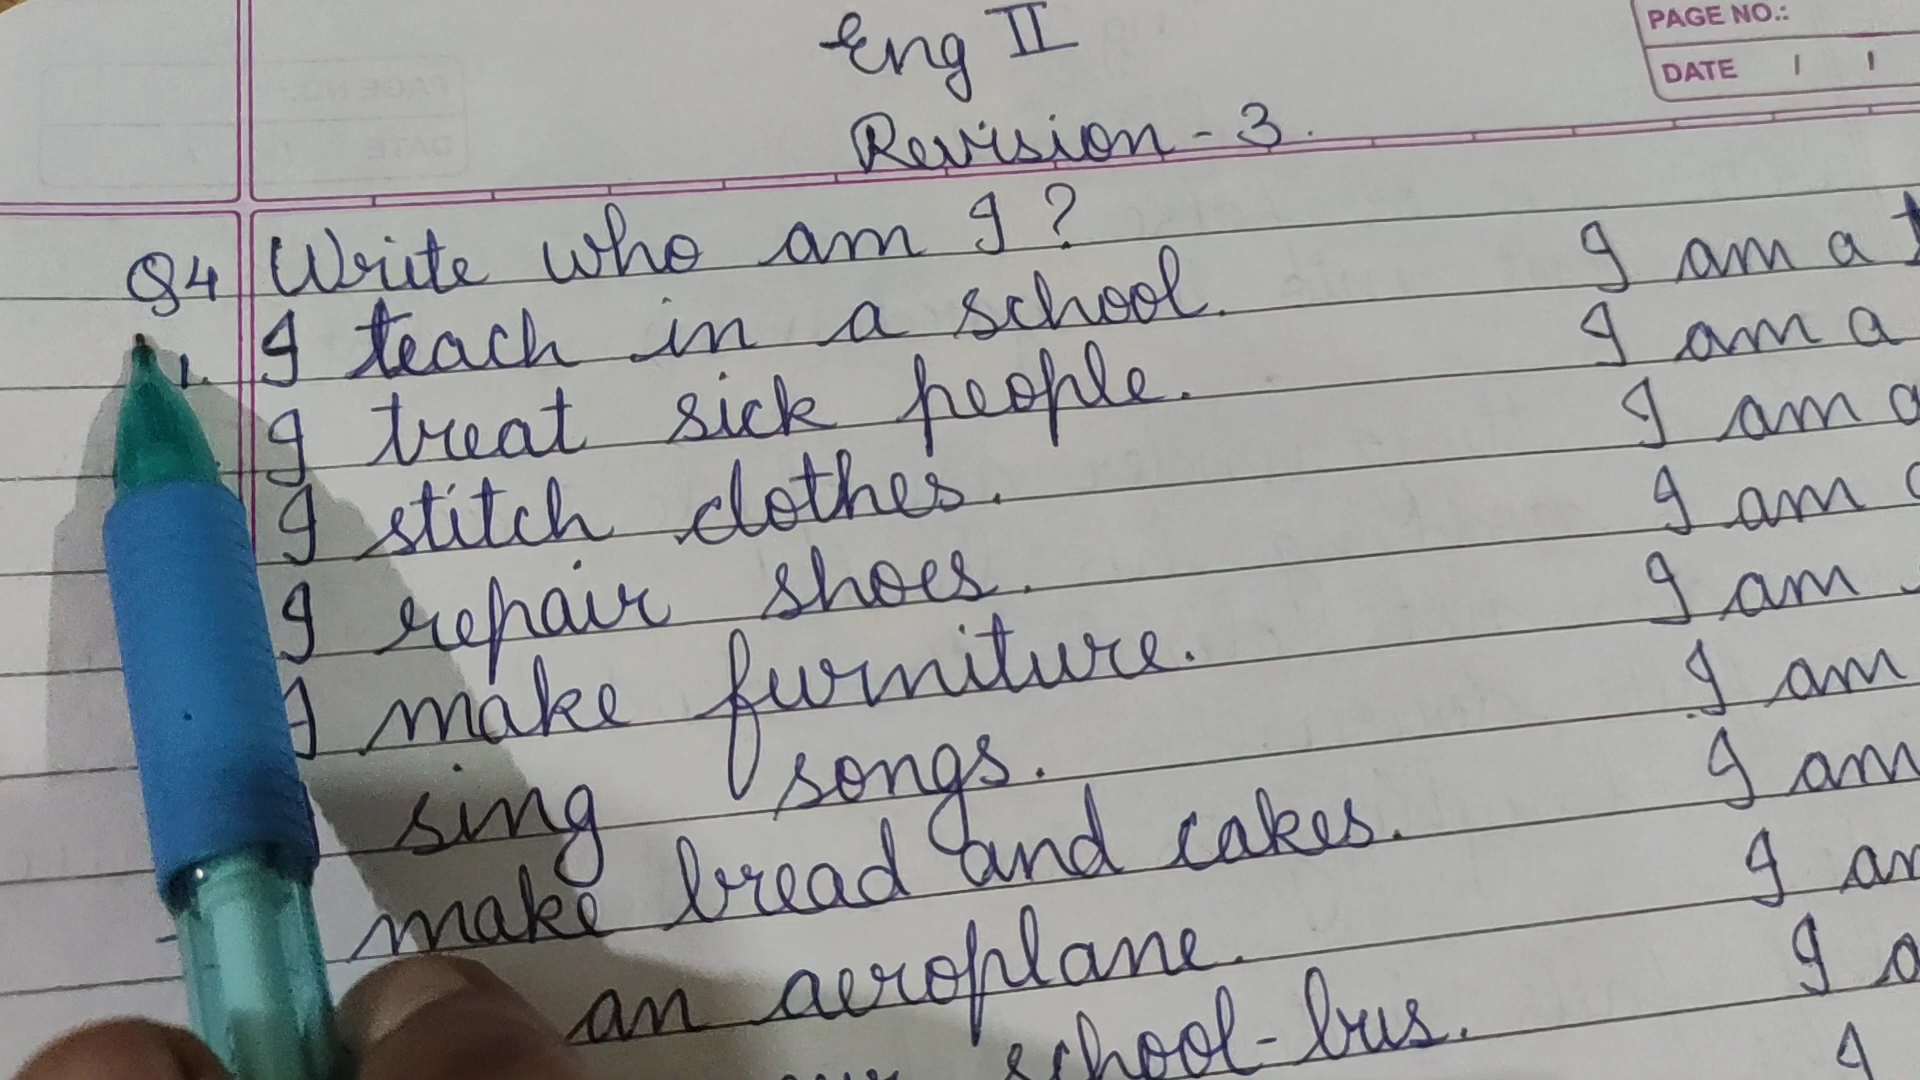 Eng II
PAGE NO.:
DATE / /
Revision - 3.
Q4 Write who am I ?
1. I teach in a school. I am a
I treat sick people. I am a
I stitch clothes. I am a
I repair shoes. I am
I make furniture. I am
sing songs. I am
make bread and cakes. I am
an aeroplane. I
school-bus. I